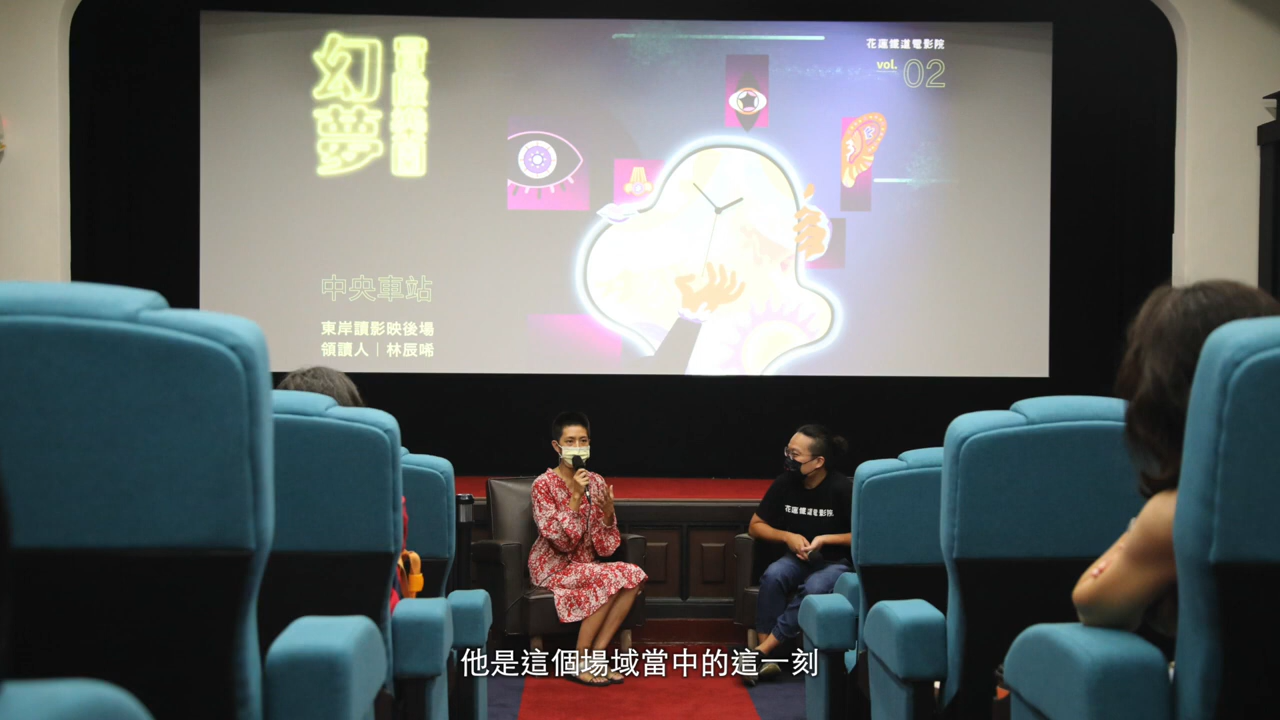 幻夢
花蓮鐵道電影院
vol. 02
中央車站
東岸讀影映後場
領讀人｜林辰唏
花蓮鐵道電影院
他是這個場域當中的這一刻